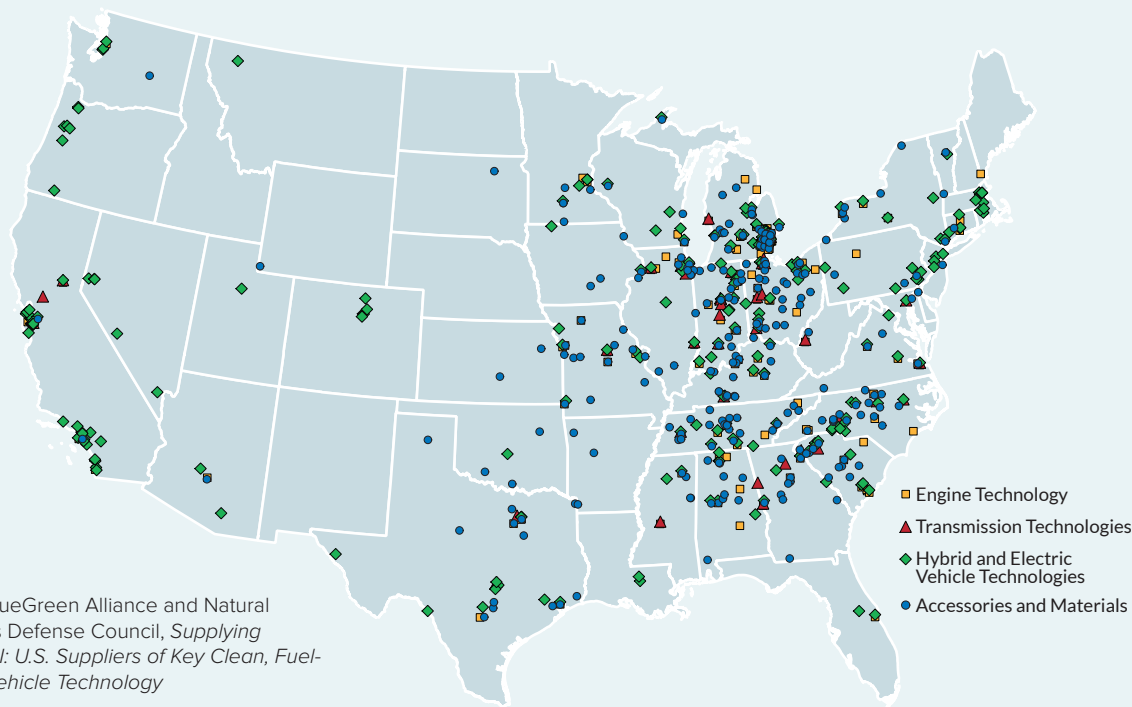 Engine Technology
Transmission Technologies
Hybrid and Electric
Vehicle Technologies
Accessories and Materials
ueGreen Alliance and Natural
s Defense Council, Supplying
I: U.S. Suppliers of Key Clean, Fuel-
ehicle Technology